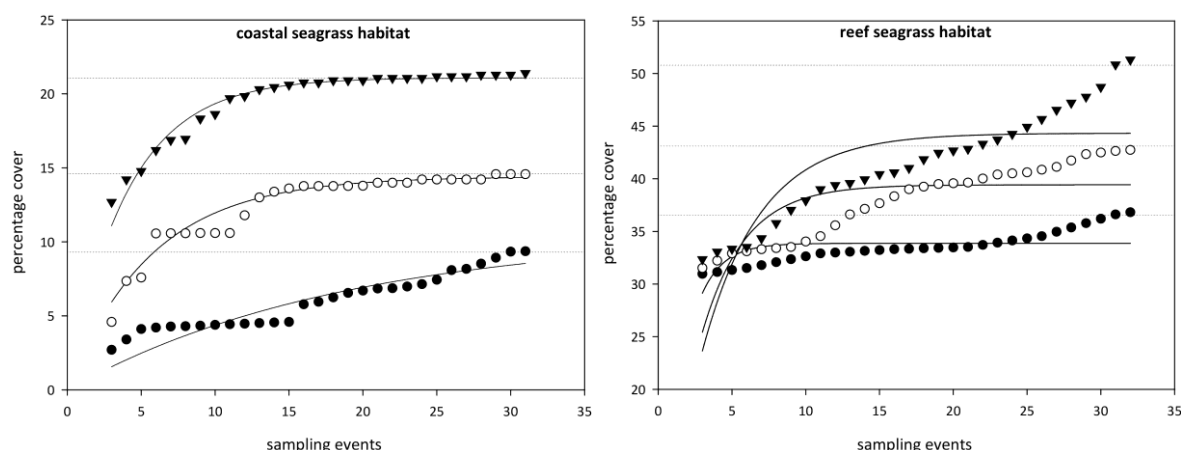 coastal seagrass habitat
percentage cover
25
20
15
10
5
0
0 5 10 15 20 25 30 35
sampling events
reef seagrass habitat
percentage cover
55
50
45
40
35
30
25
20
0 5 10 15 20 25 30 35
sampling events